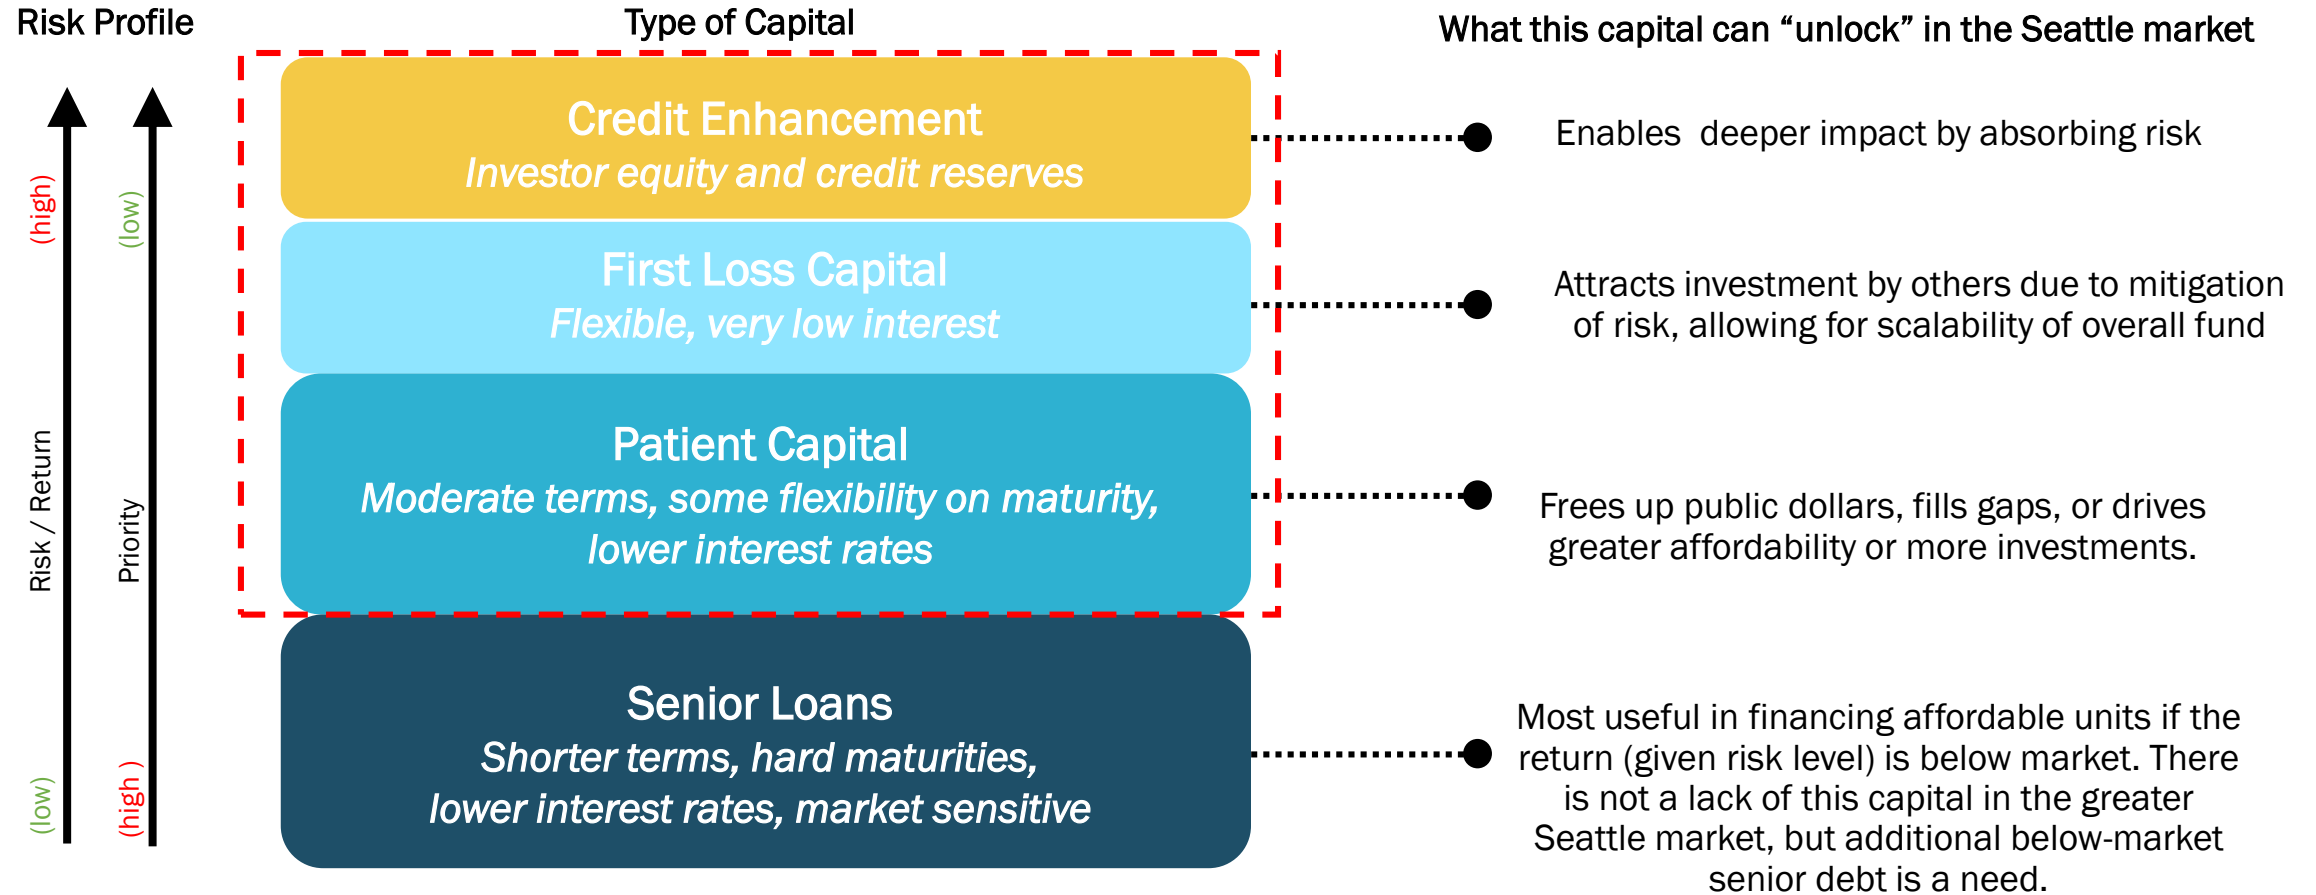 Risk Profile
Type of Capital
What this capital can “unlock” in the Seattle market
(high)
Risk / Return
(low)
(low)
Priority
(high )
Credit Enhancement
Investor equity and credit reserves
Enables  deeper impact by absorbing risk
First Loss Capital
Flexible, very low interest
Attracts investment by others due to mitigation
of risk, allowing for scalability of overall fund
Patient Capital
Moderate terms, some flexibility on maturity,
lower interest rates
Frees up public dollars, fills gaps, or drives
greater affordability or more investments.
Senior Loans
Shorter terms, hard maturities,
lower interest rates, market sensitive
Most useful in financing affordable units if the
return (given risk level) is below market. There
is not a lack of this capital in the greater
Seattle market, but additional below-market
senior debt is a need.